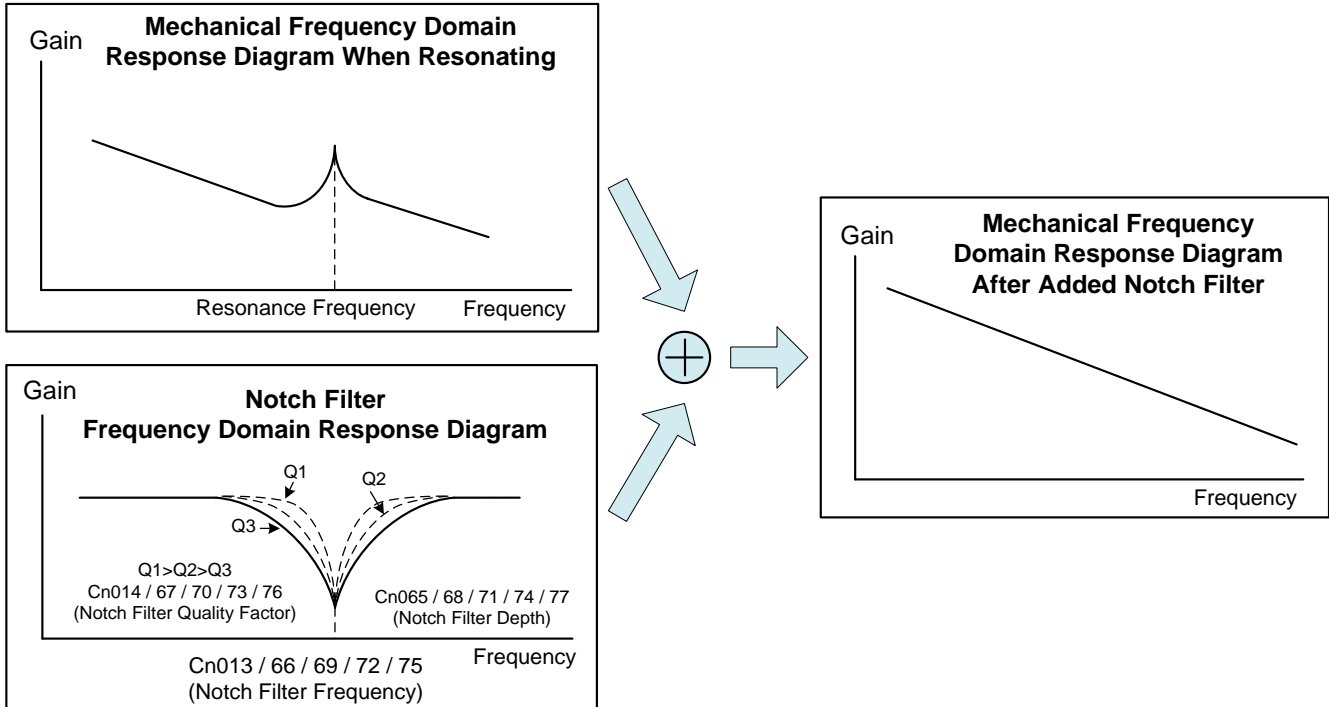 Mechanical Frequency Domain
Response Diagram When Resonating
Gain
Resonance Frequency
Frequency
Gain
Notch Filter
Frequency Domain Response Diagram
Q1
Q2
Q3
Q1>Q2>Q3
Cn014 / 67 / 70 / 73 / 76
(Notch Filter Quality Factor)
Cn065 / 68 / 71 / 74 / 77
(Notch Filter Depth)
Frequency
Cn013 / 66 / 69 / 72 / 75
(Notch Filter Frequency)
Mechanical Frequency
Domain Response Diagram
After Added Notch Filter
Gain
Frequency